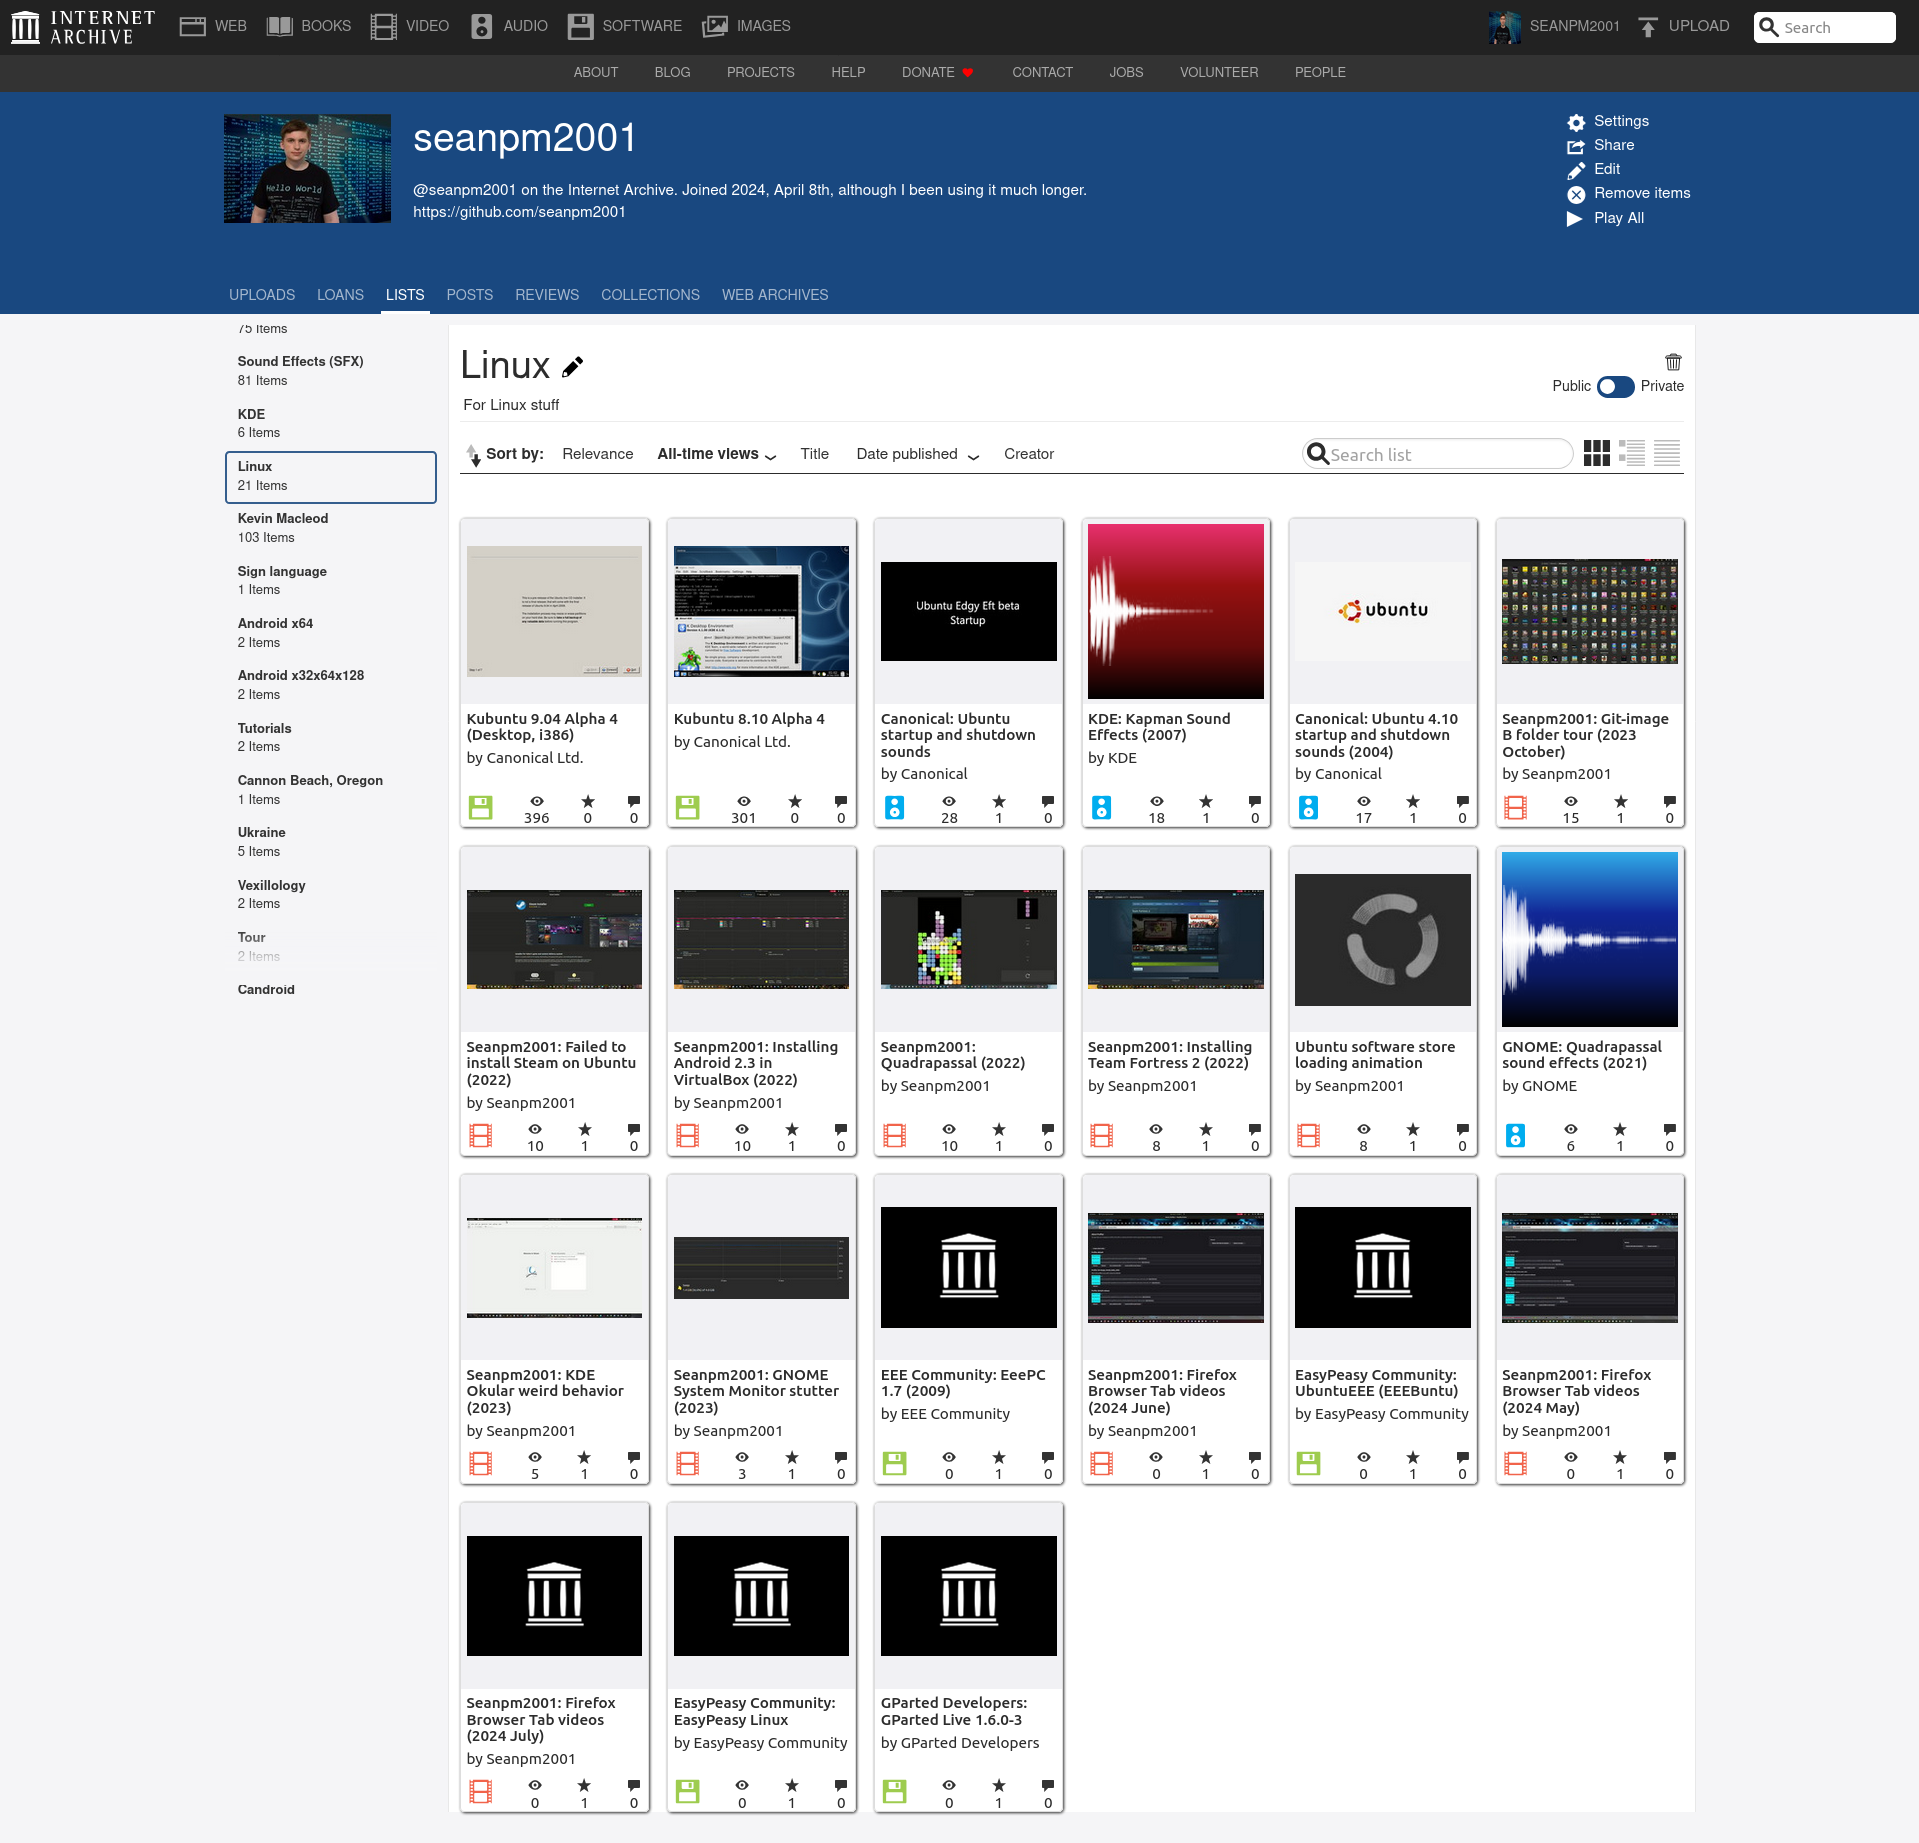 INTERNET ARCHIVE
WEB BOOKS VIDEO AUDIO SOFTWARE IMAGES SEANPM2001 UPLOAD Search
ABOUT BLOG PROJECTS HELP DONATE CONTACT JOBS VOLUNTEER PEOPLE
Hello World
seanpm2001
@seanpm2001 on the Internet Archive. Joined 2024, April 8th, although I been using it much longer.
https://github.com/seanpm2001
Settings
Share
Edit
Remove items
Play All
UPLOADS LOANS LISTS POSTS REVIEWS COLLECTIONS WEB ARCHIVES
75 Items
Sound Effects (SFX)
81 Items
KDE
6 Items
Linux
21 Items
Kevin Macleod
103 Items
Sign language
1 Items
Android x64
2 Items
Android x32x64x128
2 Items
Tutorials
2 Items
Cannon Beach, Oregon
1 Items
Ukraine
5 Items
Vexillology
2 Items
Tour
2 Items
Candroid
Linux
For Linux stuff
Public Private
Sort by: Relevance All-time views Title Date published Creator
Search list
Kubuntu 9.04 Alpha 4
(Desktop, i386)
by Canonical Ltd.
396 0 0
K Desktop Environment
Kubuntu 8.10 Alpha 4
by Canonical Ltd.
301 0 0
Ubuntu Edgy Eft beta
Startup
Canonical: Ubuntu
startup and shutdown
sounds
by Canonical
28 1 0
KDE: Kapman Sound
Effects (2007)
by KDE
18 1 0
ubuntu
Canonical: Ubuntu 4.10
startup and shutdown
sounds (2004)
by Canonical
17 1 0
Seanpm2001: Git-image
B folder tour (2023
October)
by Seanpm2001
15 1 0
Seanpm2001: Failed to
install Steam on Ubuntu
(2022)
by Seanpm2001
10 1 0
Seanpm2001: Installing
Android 2.3 in
VirtualBox (2022)
by Seanpm2001
10 1 0
Seanpm2001:
Quadrapassal (2022)
by Seanpm2001
10 1 0
Seanpm2001: Installing
Team Fortress 2 (2022)
by Seanpm2001
8 1 0
Ubuntu software store
loading animation
by Seanpm2001
8 1 0
GNOME: Quadrapassal
sound effects (2021)
by GNOME
6 1 0
Seanpm2001: KDE
Okular weird behavior
(2023)
by Seanpm2001
5 1 0
Seanpm2001: GNOME
System Monitor stutter
(2023)
by Seanpm2001
3 1 0
EEE Community: EeePC
1.7 (2009)
by EEE Community
0 1 0
Seanpm2001: Firefox
Browser Tab videos
(2024 June)
by Seanpm2001
0 1 0
EasyPeasy Community:
UbuntuEEE (EEEBuntu)
by EasyPeasy Community
0 1 0
Seanpm2001: Firefox
Browser Tab videos
(2024 May)
by Seanpm2001
0 1 0
Seanpm2001: Firefox
Browser Tab videos
(2024 July)
by Seanpm2001
0 1 0
EasyPeasy Community:
EasyPeasy Linux
by EasyPeasy Community
0 1 0
GParted Developers:
GParted Live 1.6.0-3
by GParted Developers
0 1 0